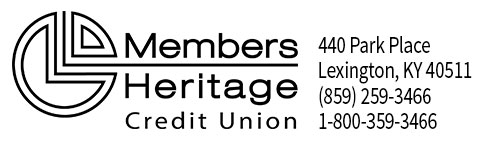 Members
Heritage
Credit Union
440 Park Place
Lexington, KY 40511
(859) 259-3466
1-800-359-3466